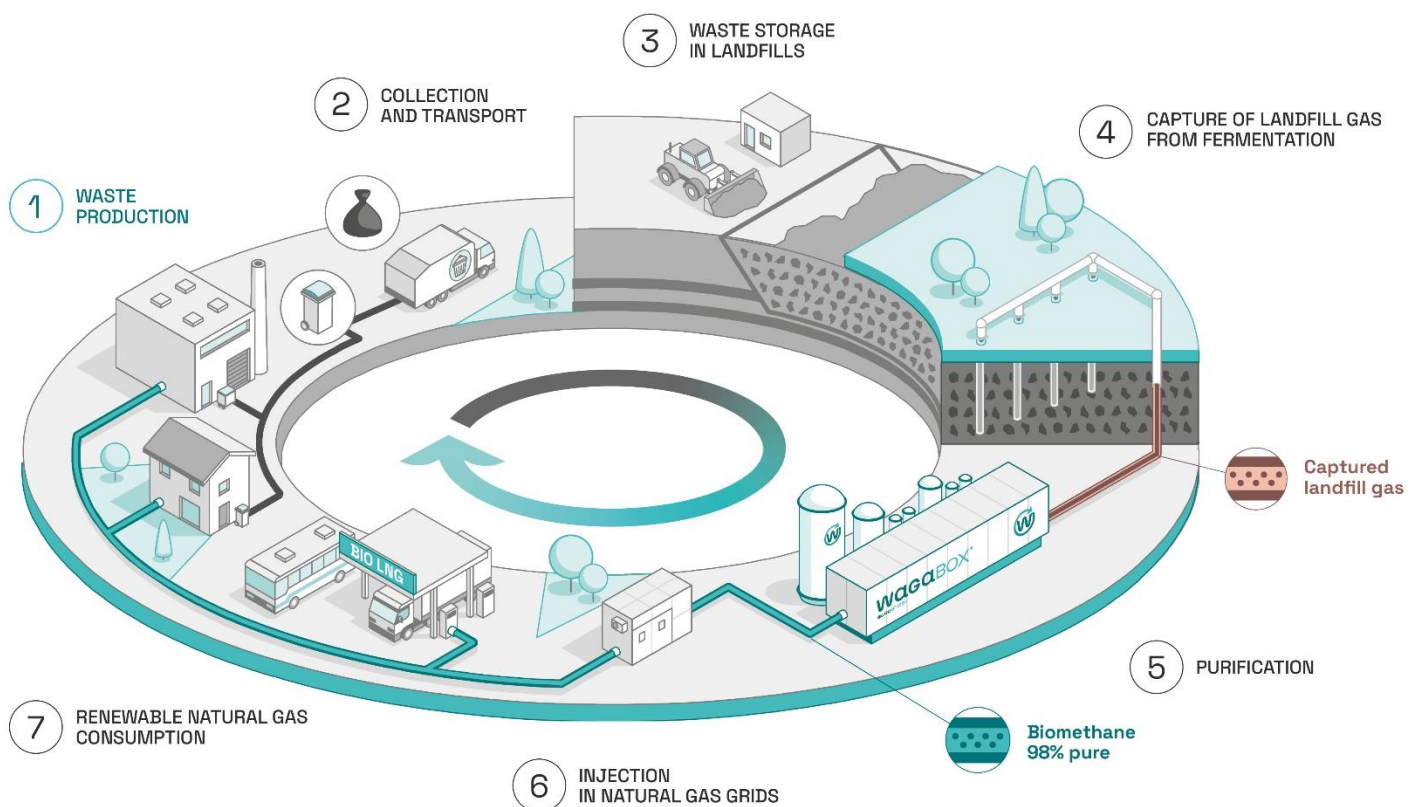 3
WASTE STORAGE
IN LANDFILLS
2
COLLECTION
AND TRANSPORT
4
CAPTURE OF LANDFILL GAS
FROM FERMENTATION
1
WASTE
PRODUCTION
Captured
landfill gas
W
W
WAGABOX®
BIO LNG
5
PURIFICATION
7
RENEWABLE NATURAL GAS
CONSUMPTION
Biomethane
98% pure
6
INJECTION
IN NATURAL GAS GRIDS